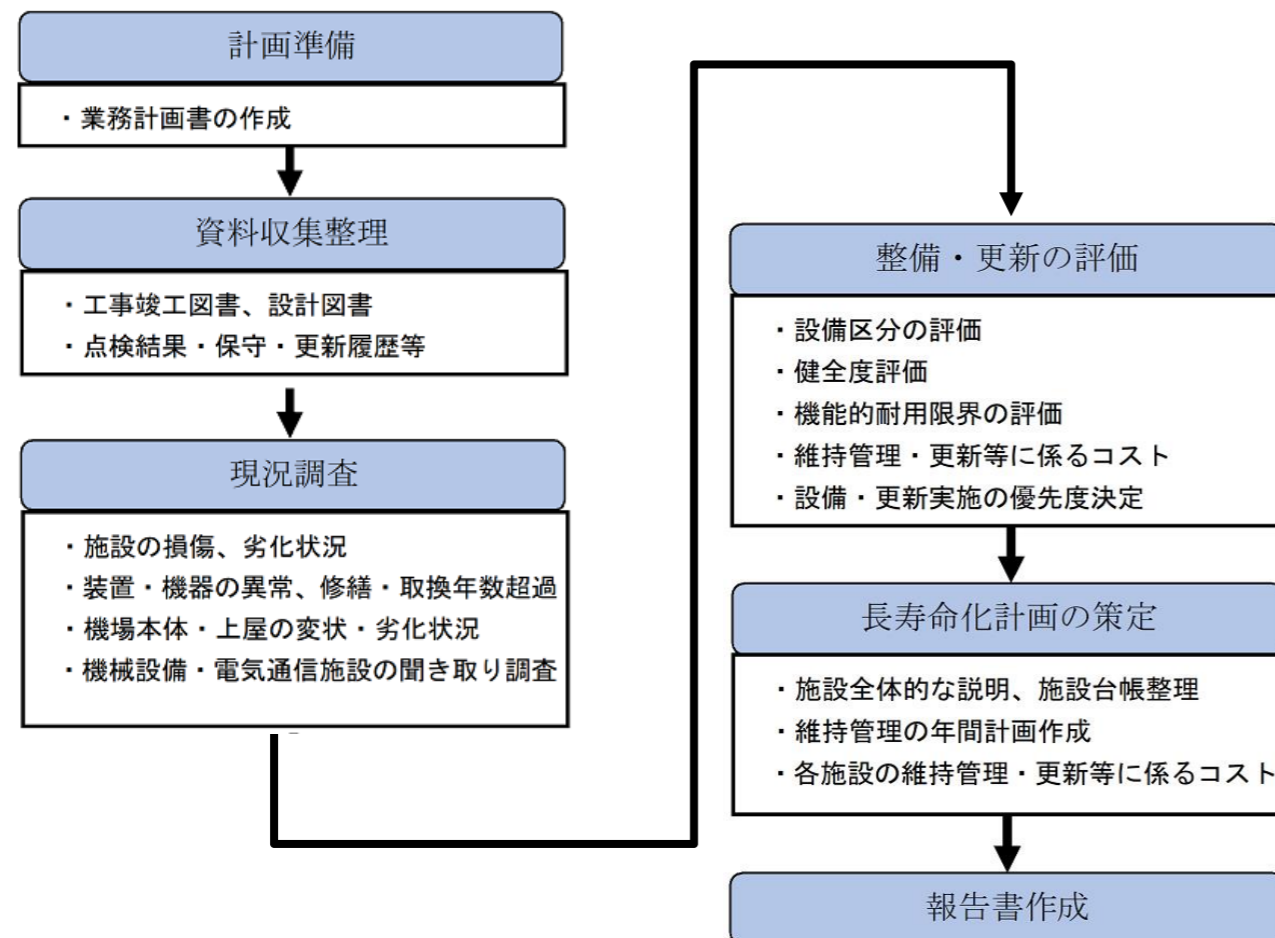 計画準備
・業務計画書の作成
資料収集整理
・工事竣工図書、設計図書
・点検結果・保守・更新履歴等
現況調査
・施設の損傷、劣化状況
・装置・機器の異常、修繕・取換年数超過
・機場本体・上屋の変状・劣化状況
・機械設備・電気通信施設の聞き取り調査
整備・更新の評価
・設備区分の評価
・健全度評価
・機能的耐用限界の評価
・維持管理・更新等に係るコスト
・設備・更新実施の優先度決定
長寿命化計画の策定
・施設全体的な説明、施設台帳整理
・維持管理の年間計画作成
・各施設の維持管理・更新等に係るコスト
報告書作成